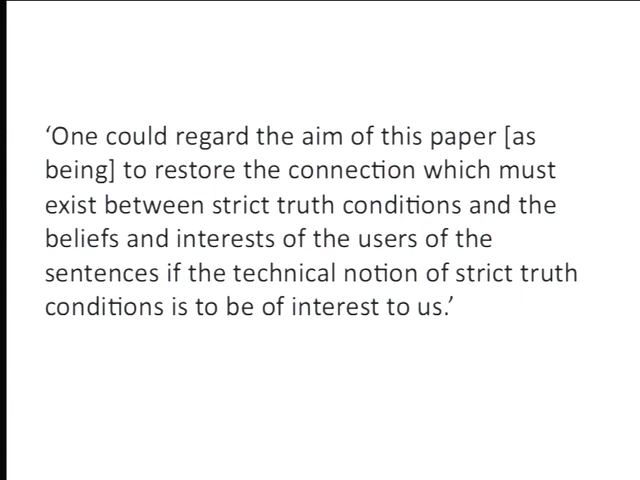 ‘One could regard the aim of this paper [as
being] to restore the connection which must
exist between strict truth conditions and the
beliefs and interests of the users of the
sentences if the technical notion of strict truth
conditions is to be of interest to us.’